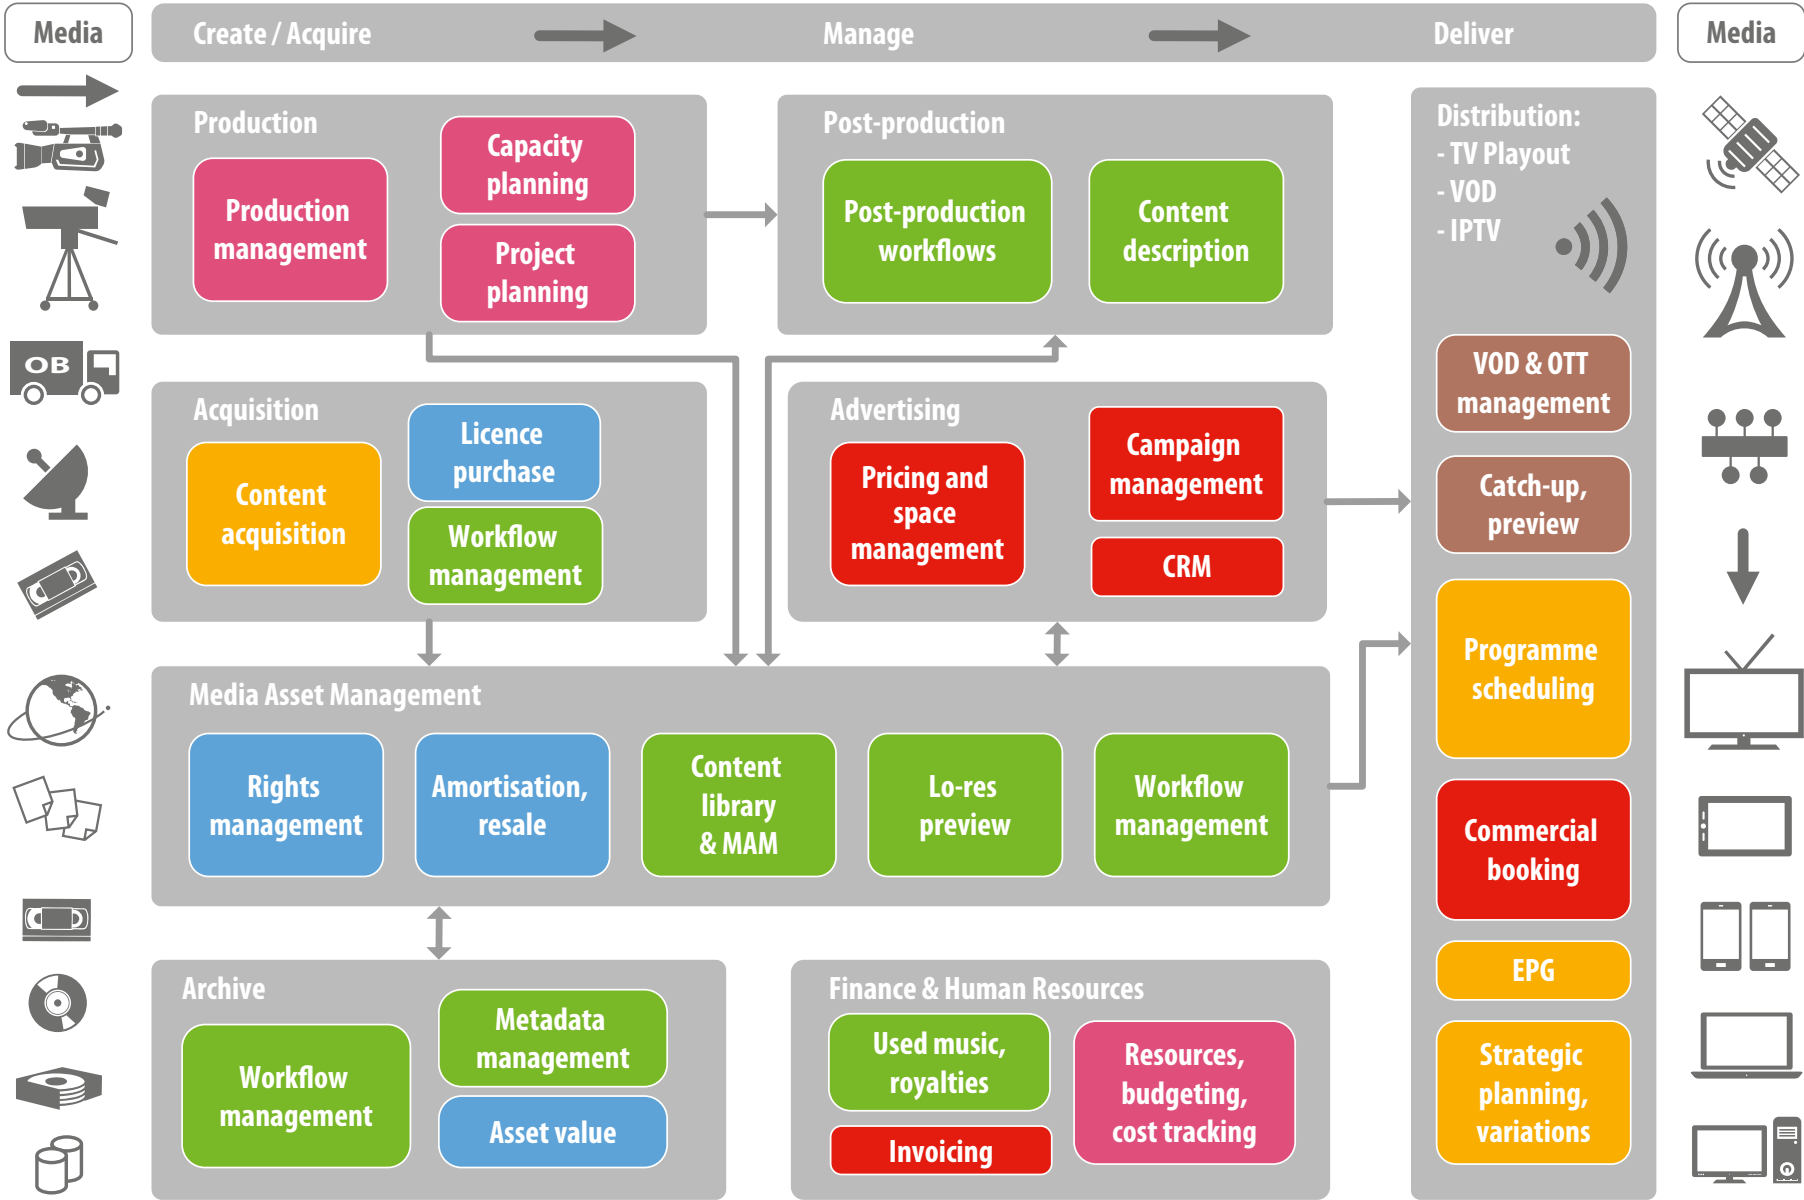 Media
Create / Acquire
Manage
Deliver
Media
Production
Production
management
Capacity
planning
Project
planning
Post-production
Post-production
workflows
Content
description
Distribution:
- TV Playout
- VOD
- IPTV
OB
Acquisition
Content
acquisition
Licence
purchase
Workflow
management
Advertising
Pricing and
space
management
Campaign
management
CRM
VOD & OTT
management
Catch-up,
preview
Programme
scheduling
Commercial
booking
EPG
Strategic
planning,
variations
Media Asset Management
Rights
management
Amortisation,
resale
Content
library
& MAM
Lo-res
preview
Workflow
management
Archive
Workflow
management
Metadata
management
Asset value
Finance & Human Resources
Used music,
royalties
Invoicing
Resources,
budgeting,
cost tracking